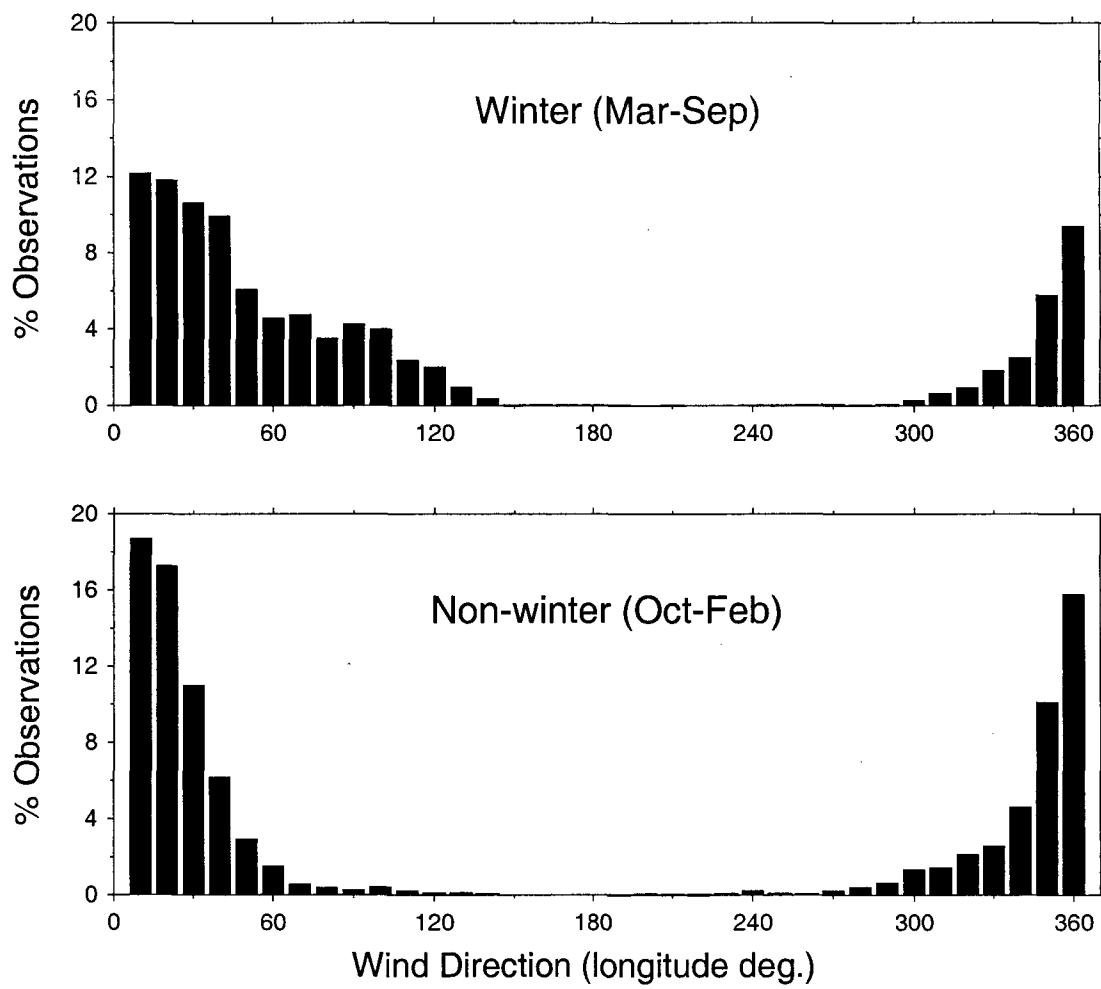 20
16
12
8
4
0
% Observations
Winter (Mar-Sep)
0 60 120 180 240 300 360
20
16
12
8
4
0
% Observations
Non-winter (Oct-Feb)
0 60 120 180 240 300 360
Wind Direction (longitude deg.)